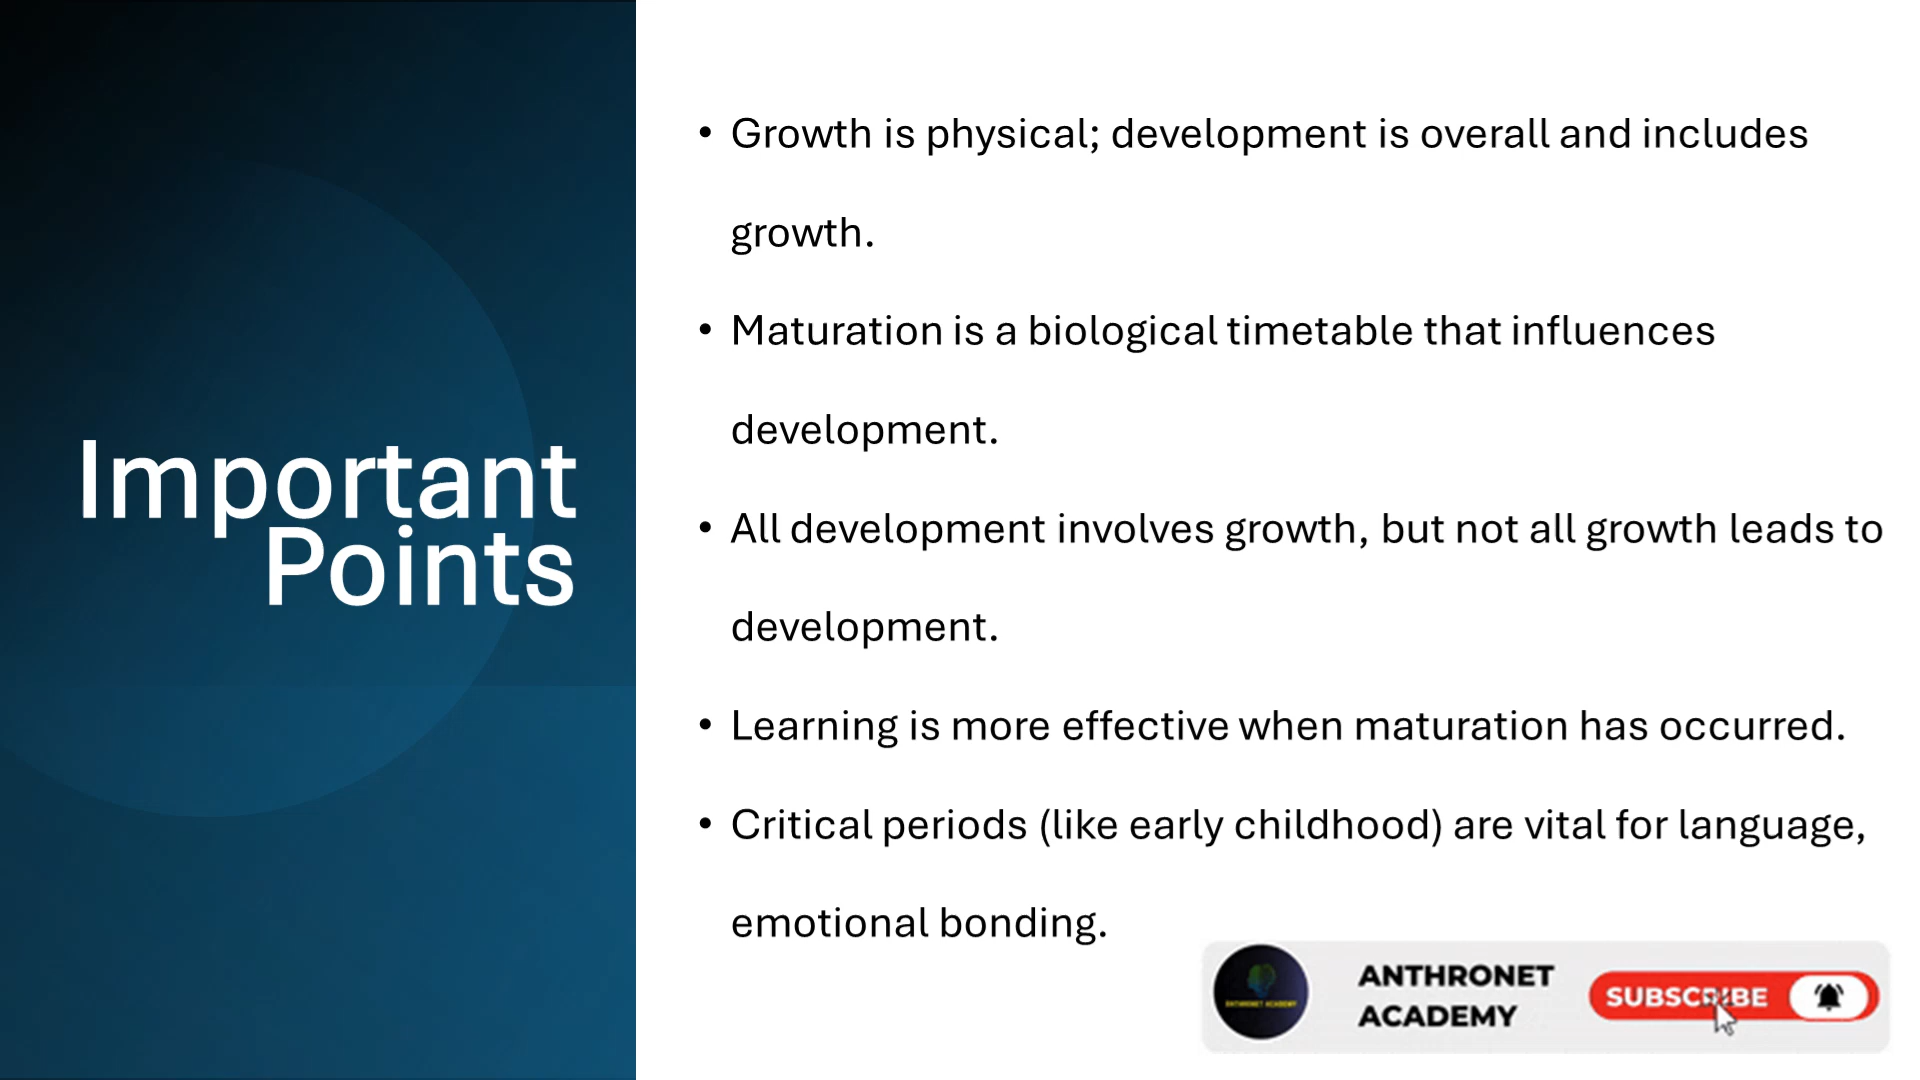 Important
Points
• Growth is physical; development is overall and includes
growth.
• Maturation is a biological timetable that influences
development.
• All development involves growth, but not all growth leads to
development.
• Learning is more effective when maturation has occurred.
• Critical periods (like early childhood) are vital for language,
emotional bonding.
ANTHRONET ACADEMY
ANTHRONET
ACADEMY
SUBSCRIBE